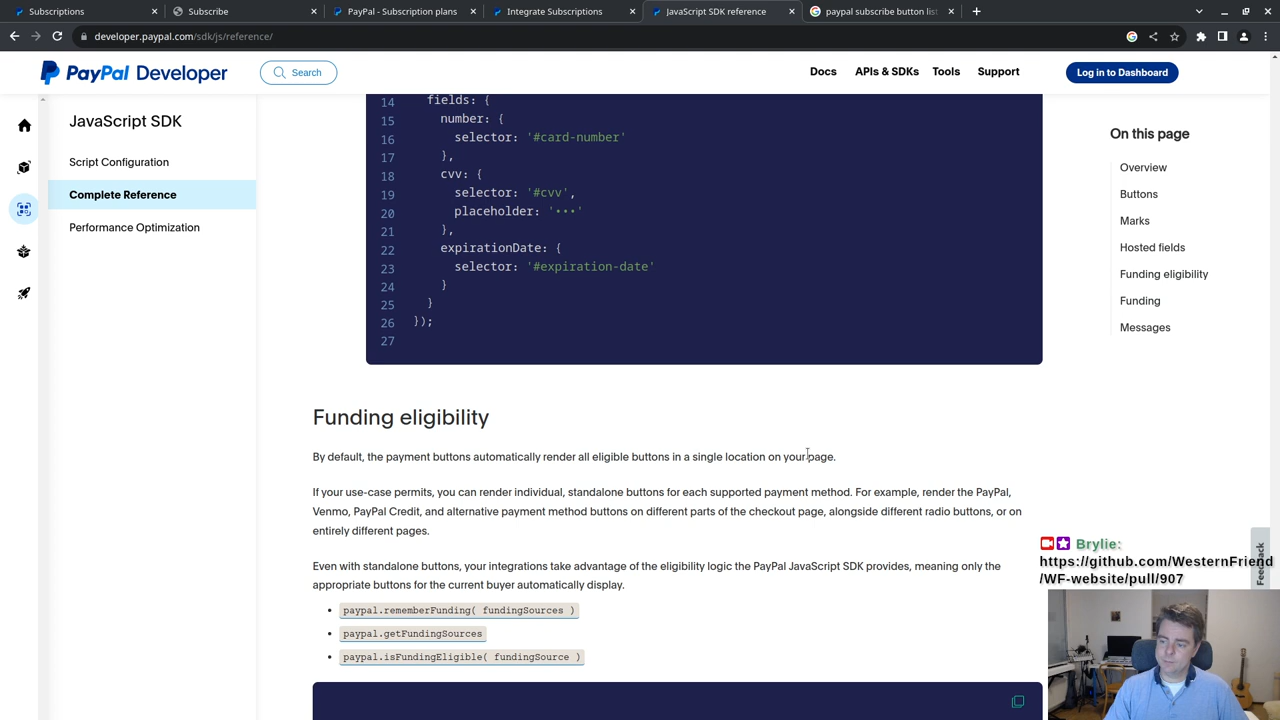 Subscriptions
Subscribe
PayPal - Subscription plans
Integrate Subscriptions
JavaScript SDK reference
paypal subscribe button list
developer.paypal.com/sdk/js/reference/
PayPal Developer
Search
Docs
APIs & SDKs
Tools
Support
Log in to Dashboard
JavaScript SDK
Script Configuration
Complete Reference
Performance Optimization
14 fields: {
15 number: {
16 selector: '#card-number'
17 },
18 cvv: {
19 selector: '#cvv',
20 placeholder: '•••'
21 },
22 expirationDate: {
23 selector: '#expiration-date'
24 }
25 }
26 });
27
Funding eligibility
By default, the payment buttons automatically render all eligible buttons in a single location on your page.
If your use-case permits, you can render individual, standalone buttons for each supported payment method. For example, render the PayPal,
Venmo, PayPal Credit, and alternative payment method buttons on different parts of the checkout page, alongside different radio buttons, or on
entirely different pages.
Even with standalone buttons, your integrations take advantage of the eligibility logic the PayPal JavaScript SDK provides, meaning only the
appropriate buttons for the current buyer automatically display.
• paypal.rememberFunding( fundingSources )
• paypal.getFundingSources
• paypal.isFundingEligible( fundingSource )
On this page
Overview
Buttons
Marks
Hosted fields
Funding eligibility
Funding
Messages
Feedback
Brylie:
https://github.com/WesternFriend
/WF-website/pull/907